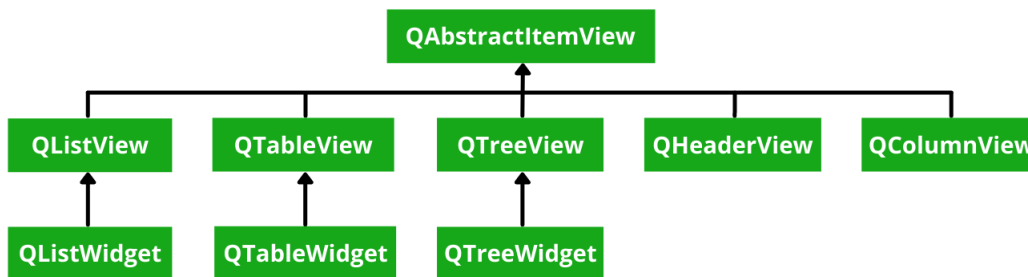 QAbstractItemView
QListView
QTableView
QTreeView
QHeaderView
QColumnView
QListWidget
QTableWidget
QTreeWidget